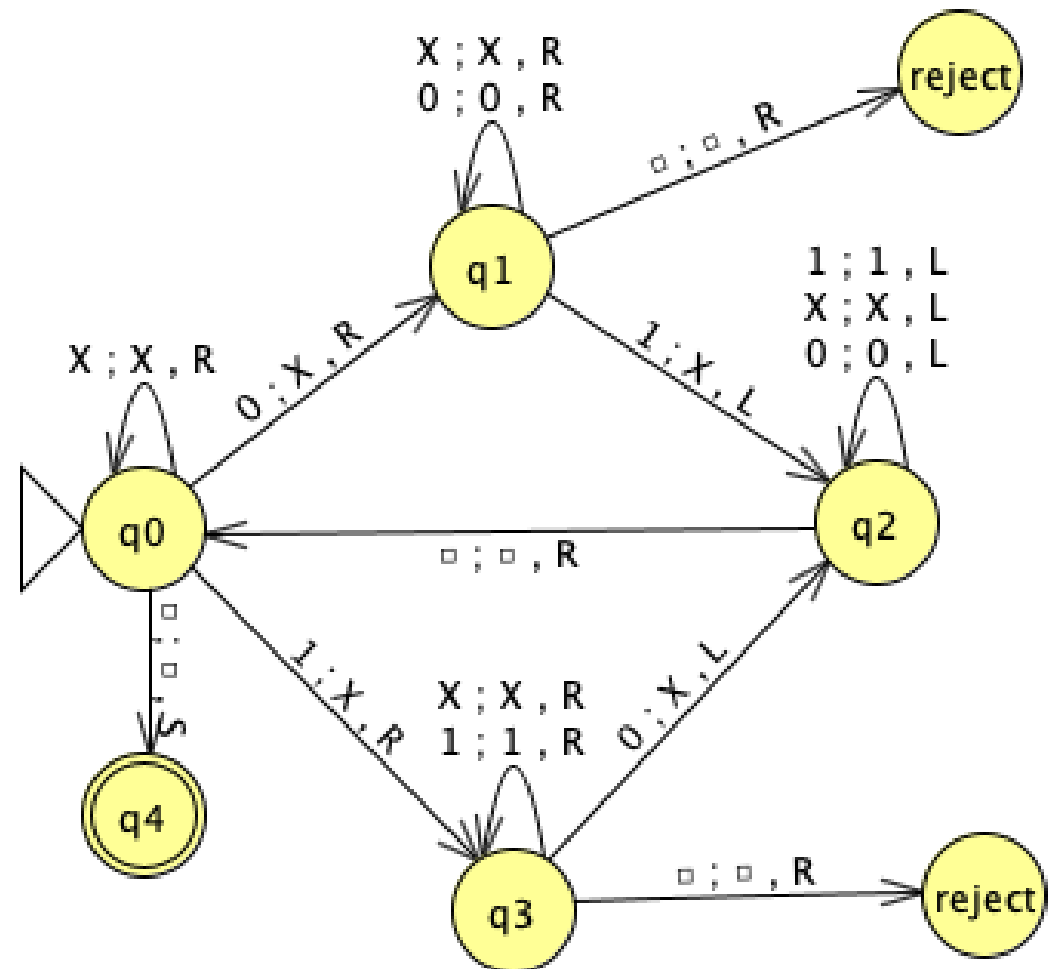 X ; X , R
0 ; 0 , R
reject
□ ; □ , R
q1
1 ; 1 , L
X ; X , L
0 ; 0 , L
X ; X , R
0 ; X , R
1 ; X , L
q0
q2
□ ; □ , R
□ ; □ , S
1 ; X , R
X ; X , R
1 ; 1 , R
0 ; X , L
q4
□ ; □ , R
q3
reject